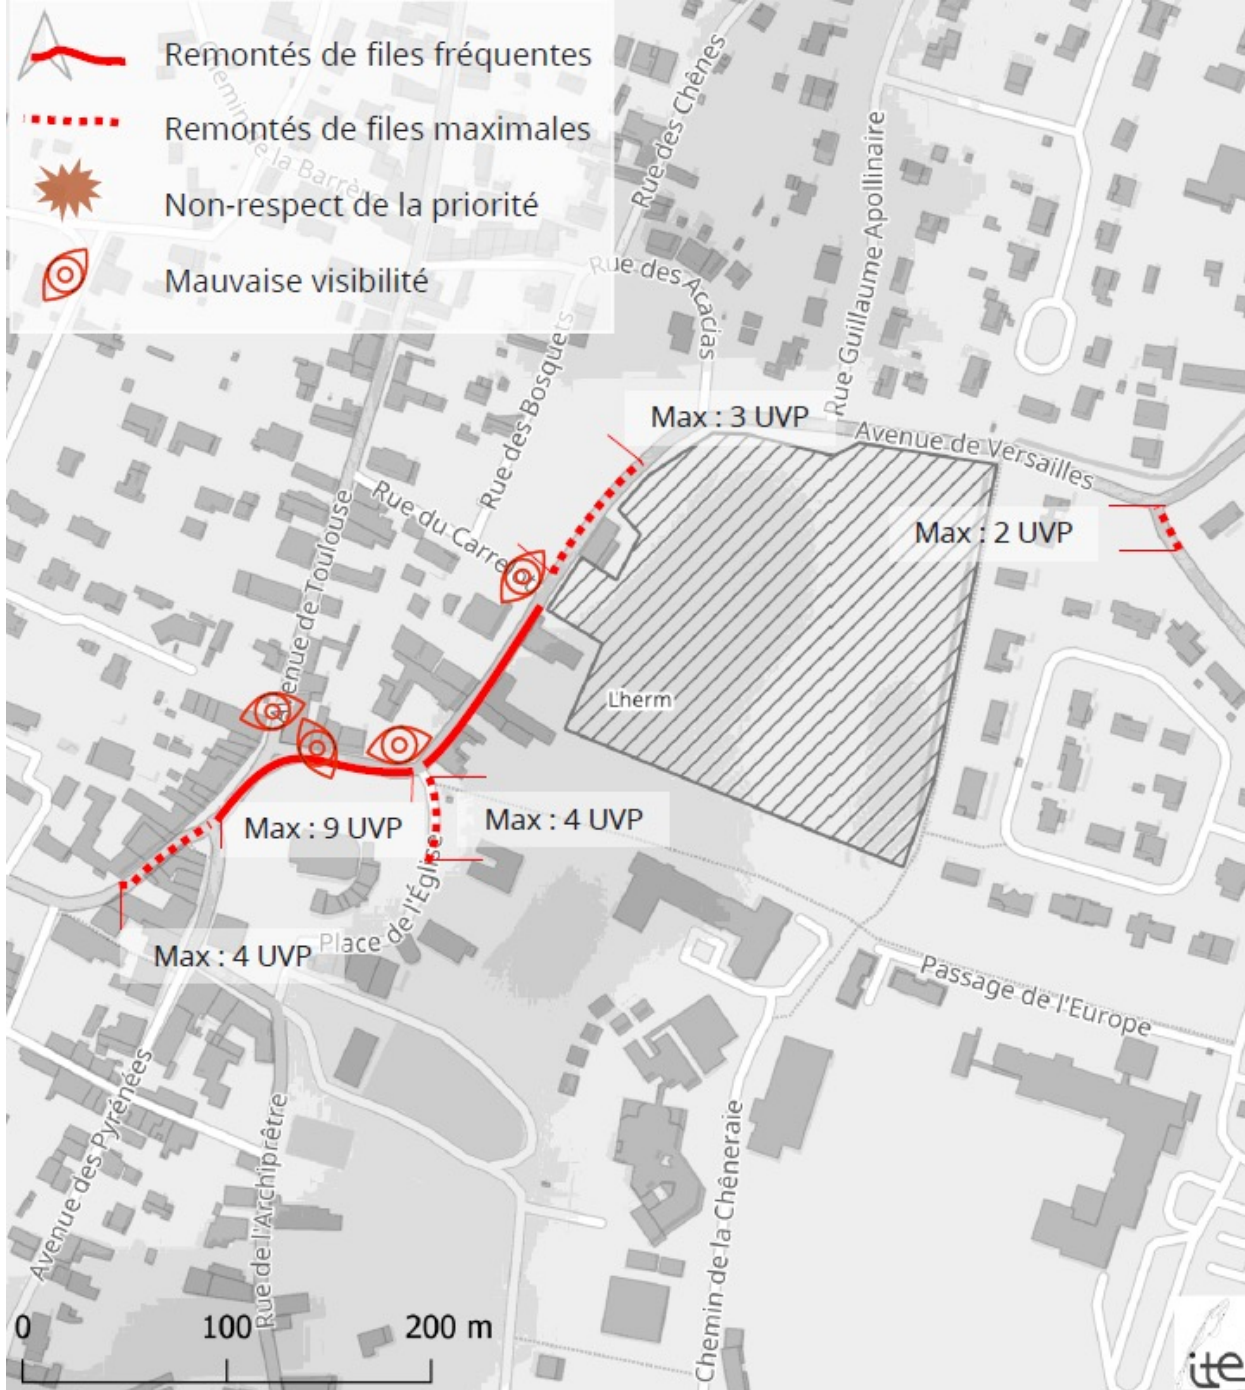 Remontés de files fréquentes
Remontés de files maximales
Non-respect de la priorité
Mauvaise visibilité
Chemin de la Barrè
Rue des Chênes
Rue Guillaume Apollinaire
Rue des Acacias
Rue des Bosquets
Max : 3 UVP
Avenue de Versailles
Max : 2 UVP
Rue du Carre
enue de Toulouse
Lherm
Max : 9 UVP
Max : 4 UVP
Place de l'Église
Max : 4 UVP
Passage de l'Europe
Avenue des Pyrénées
Rue de l'Archiprêtre
Chemin de la Chêneraie
0 100 200 m
ite